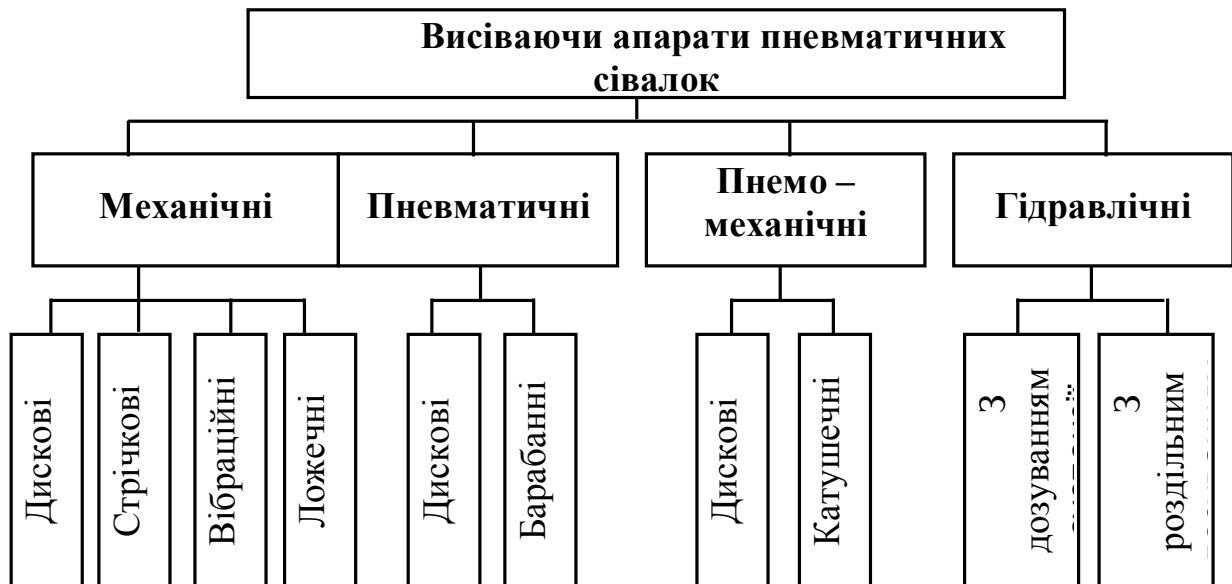 Висіваючи апарати пневматичних
сівалок
Механічні
Пневматичні
Пнемо –
механічні
Гідравлічні
Дискові
Стрічкові
Вібраційні
Ложечні
Дискові
Барабанні
Дискові
Катушечні
З
дозуванням
З
роздільним